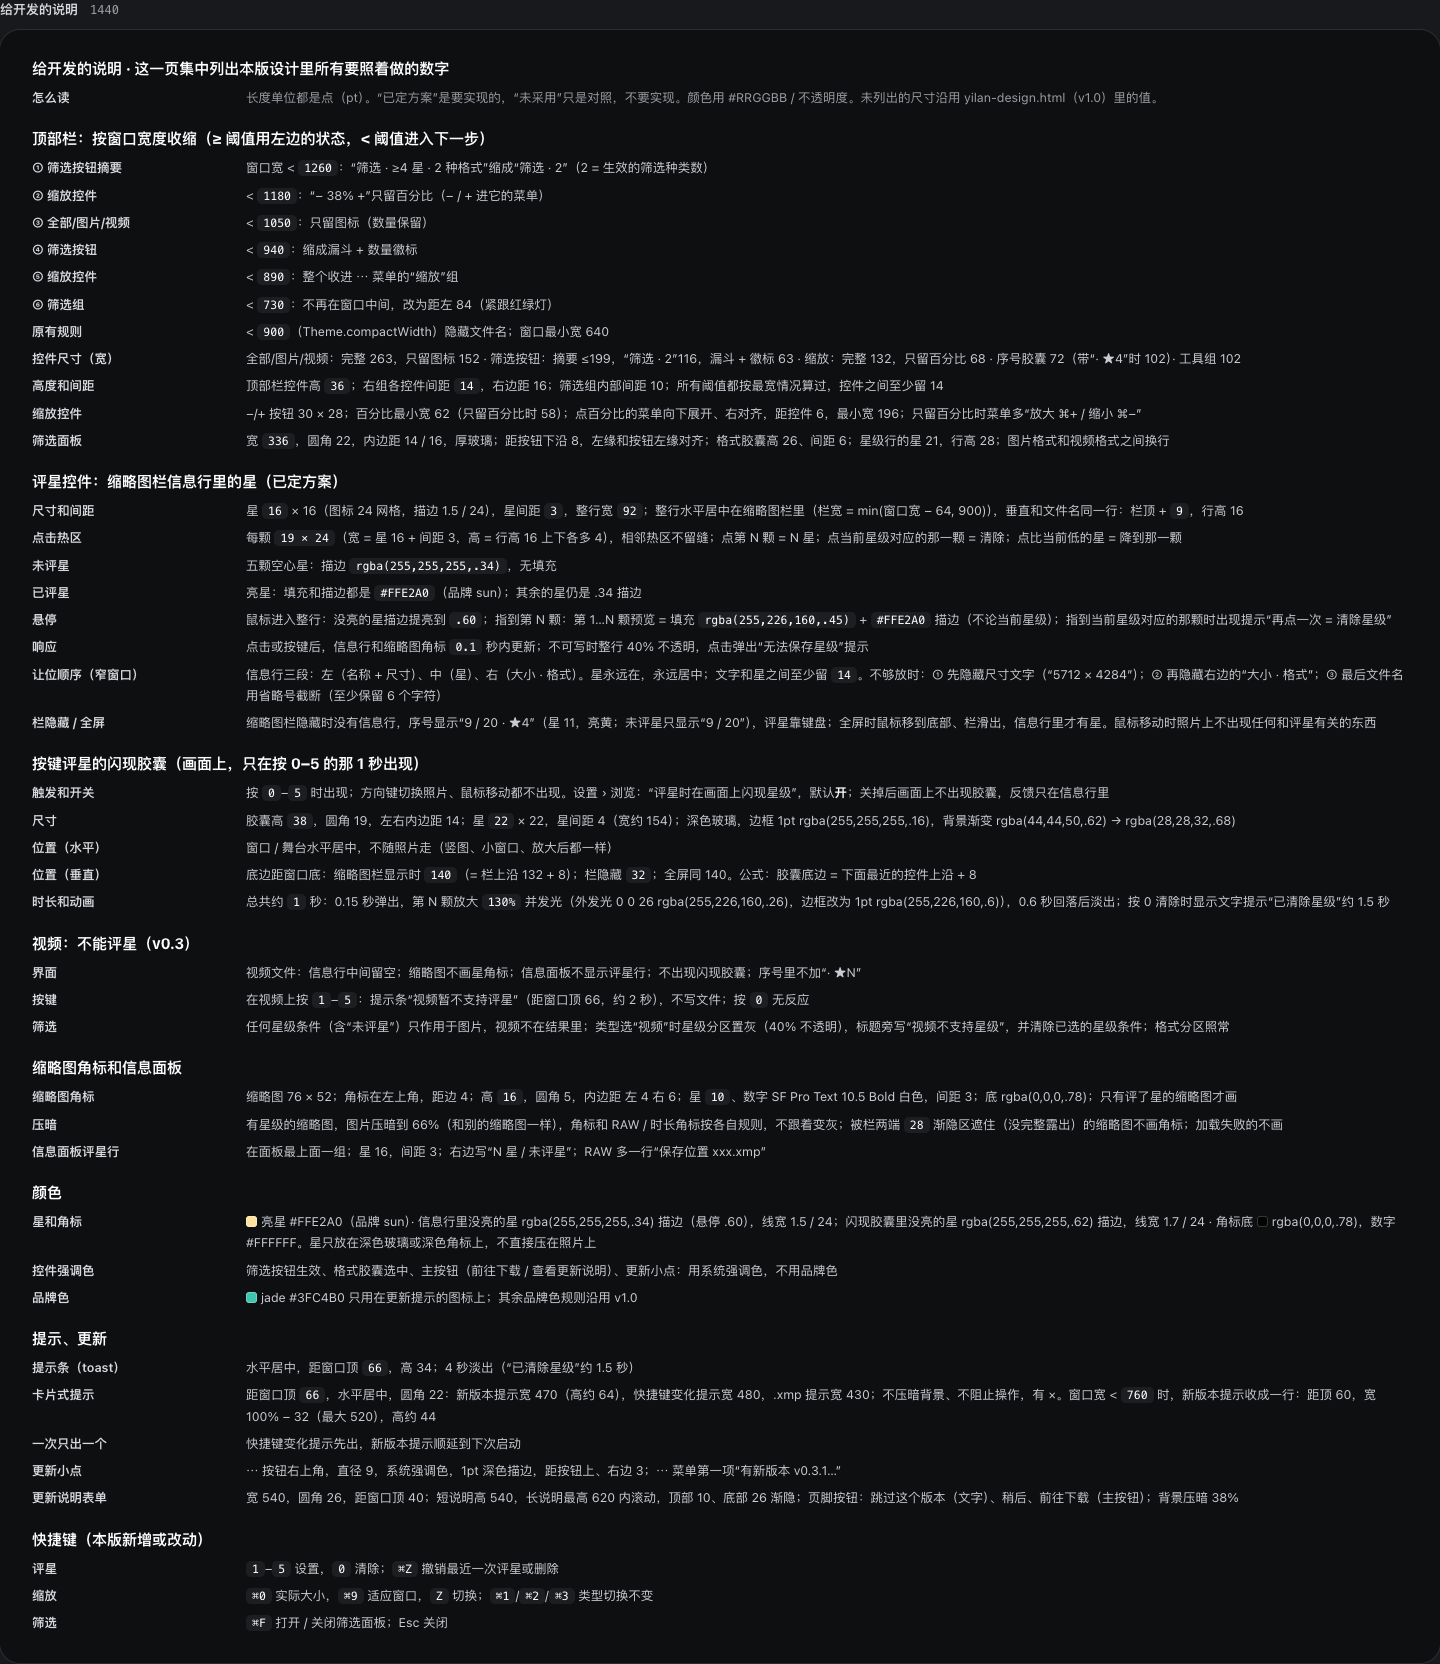 给开发的说明 1440
给开发的说明 · 这一页集中列出本版设计里所有要照着做的数字
怎么读 长度单位都是点（pt）。“已定方案”是要实现的，“未采用”只是对照，不要实现。颜色用 #RRGGBB / 不透明度。未列出的尺寸沿用 yilan-design.html（v1.0）里的值。
顶部栏：按窗口宽度收缩（≥ 阈值用左边的状态，< 阈值进入下一步）
① 筛选按钮摘要 窗口宽 < 1260：“筛选 · ≥4 星 · 2 种格式”缩成“筛选 · 2”（2 = 生效的筛选种类数）
② 缩放控件 < 1180：“− 38% +”只留百分比（− / + 进它的菜单）
③ 全部/图片/视频 < 1050：只留图标（数量保留）
④ 筛选按钮 < 940：缩成漏斗 + 数量徽标
⑤ 缩放控件 < 890：整个收进 ··· 菜单的“缩放”组
⑥ 筛选组 < 730：不再在窗口中间，改为距左 84（紧跟红绿灯）
原有规则 < 900（Theme.compactWidth）隐藏文件名；窗口最小宽 640
控件尺寸（宽） 全部/图片/视频：完整 263，只留图标 152 · 筛选按钮：摘要 ≤199，“筛选 · 2”116，漏斗 + 徽标 63 · 缩放：完整 132，只留百分比 68 · 序号胶囊 72（带“· ★4”时 102）· 工具组 102
高度和间距 顶部栏控件高 36；右组各控件间距 14，右边距 16；筛选组内部间距 10；所有阈值都按最宽情况算过，控件之间至少留 14
缩放控件 −/+ 按钮 30 × 28；百分比最小宽 62（只留百分比时 58）；点百分比的菜单向下展开、右对齐，距控件 6，最小宽 196；只留百分比时菜单多“放大 ⌘+ / 缩小 ⌘−”
筛选面板 宽 336，圆角 22，内边距 14 / 16，厚玻璃；距按钮下沿 8，左缘和按钮左缘对齐；格式胶囊高 26、间距 6；星级行的星 21，行高 28；图片格式和视频格式之间换行
评星控件：缩略图栏信息行里的星（已定方案）
尺寸和间距 星 16 × 16（图标 24 网格，描边 1.5 / 24），星间距 3，整行宽 92；整行水平居中在缩略图栏里（栏宽 = min(窗口宽 − 64, 900)），垂直和文件名同一行：栏顶 + 9，行高 16
点击热区 每颗 19 × 24（宽 = 星 16 + 间距 3，高 = 行高 16 上下各多 4），相邻热区不留缝；点第 N 颗 = N 星；点当前星级对应的那一颗 = 清除；点比当前低的星 = 降到那一颗
未评星 五颗空心星：描边 rgba(255,255,255,.34)，无填充
已评星 亮星：填充和描边都是 #FFE2A0（品牌 sun）；其余的星仍是 .34 描边
悬停 鼠标进入整行：没亮的星描边提亮到 .60；指到第 N 颗：第 1…N 颗预览 = 填充 rgba(255,226,160,.45) + #FFE2A0 描边（不论当前星级）；指到当前星级对应的那颗时出现提示“再点一次 = 清除星级”
响应 点击或按键后，信息行和缩略图角标 0.1 秒内更新；不可写时整行 40% 不透明，点击弹出“无法保存星级”提示
让位顺序（窄窗口） 信息行三段：左（名称 + 尺寸）、中（星）、右（大小 · 格式）。星永远在，永远居中；文字和星之间至少留 14。不够放时：① 先隐藏尺寸文字（“5712 × 4284”）；② 再隐藏右边的“大小 · 格式”；③ 最后文件名
用省略号截断（至少保留 6 个字符）
栏隐藏 / 全屏 缩略图栏隐藏时没有信息行，序号显示“9 / 20 · ★4”（星 11，亮黄；未评星只显示“9 / 20”），评星靠键盘；全屏时鼠标移到底部、栏滑出，信息行里才有星。鼠标移动时照片上不出现任何和评星有关的东西
按键评星的闪现胶囊（画面上，只在按 0–5 的那 1 秒出现）
触发和开关 按 0–5 时出现；方向键切换照片、鼠标移动都不出现。设置 › 浏览：“评星时在画面上闪现星级”，默认开；关掉后画面上不出现胶囊，反馈只在信息行里
尺寸 胶囊高 38，圆角 19，左右内边距 14；星 22 × 22，星间距 4（宽约 154）；深色玻璃，边框 1pt rgba(255,255,255,.16)，背景渐变 rgba(44,44,50,.62) → rgba(28,28,32,.68)
位置（水平） 窗口 / 舞台水平居中，不随照片走（竖图、小窗口、放大后都一样）
位置（垂直） 底边距窗口底：缩略图栏显示时 140（= 栏上沿 132 + 8）；栏隐藏 32；全屏同 140。公式：胶囊底边 = 下面最近的控件上沿 + 8
时长和动画 总共约 1 秒：0.15 秒弹出，第 N 颗放大 130% 并发光（外发光 0 0 26 rgba(255,226,160,.26)，边框改为 1pt rgba(255,226,160,.6)），0.6 秒回落后淡出；按 0 清除时显示文字提示“已清除星级”约 1.5 秒
视频：不能评星（v0.3）
界面 视频文件：信息行中间留空；缩略图不画星角标；信息面板不显示评星行；不出现闪现胶囊；序号里不加“· ★N”
按键 在视频上按 1–5：提示条“视频暂不支持评星”（距窗口顶 66，约 2 秒），不写文件；按 0 无反应
筛选 任何星级条件（含“未评星”）只作用于图片，视频不在结果里；类型选“视频”时星级分区置灰（40% 不透明），标题旁写“视频不支持星级”，并清除已选的星级条件；格式分区照常
缩略图角标和信息面板
缩略图角标 缩略图 76 × 52；角标在左上角，距边 4；高 16，圆角 5，内边距 左 4 右 6；星 10、数字 SF Pro Text 10.5 Bold 白色，间距 3；底 rgba(0,0,0,.78)；只有评了星的缩略图才画
压暗 有星级的缩略图，图片压暗到 66%（和别的缩略图一样），角标和 RAW / 时长角标按各自规则，不跟着变灰；被栏两端 28 渐隐区遮住（没完整露出）的缩略图不画角标；加载失败的不画
信息面板评星行 在面板最上面一组；星 16，间距 3；右边写“N 星 / 未评星”；RAW 多一行“保存位置 xxx.xmp”
颜色
星和角标 亮星 #FFE2A0（品牌 sun）· 信息行里没亮的星 rgba(255,255,255,.34) 描边（悬停 .60），线宽 1.5 / 24；闪现胶囊里没亮的星 rgba(255,255,255,.62) 描边，线宽 1.7 / 24 · 角标底 rgba(0,0,0,.78)，数字
#FFFFFF。星只放在深色玻璃或深色角标上，不直接压在照片上
控件强调色 筛选按钮生效、格式胶囊选中、主按钮（前往下载 / 查看更新说明）、更新小点：用系统强调色，不用品牌色
品牌色 jade #3FC4B0 只用在更新提示的图标上；其余品牌色规则沿用 v1.0
提示、更新
提示条（toast） 水平居中，距窗口顶 66，高 34；4 秒淡出（“已清除星级”约 1.5 秒）
卡片式提示 距窗口顶 66，水平居中，圆角 22：新版本提示宽 470（高约 64），快捷键变化提示宽 480，.xmp 提示宽 430；不压暗背景、不阻止操作，有 ×。窗口宽 < 760 时，新版本提示收成一行：距顶 60，宽
100% − 32（最大 520），高约 44
一次只出一个 快捷键变化提示先出，新版本提示顺延到下次启动
更新小点 ··· 按钮右上角，直径 9，系统强调色，1pt 深色描边，距按钮上、右边 3；··· 菜单第一项“有新版本 v0.3.1…”
更新说明表单 宽 540，圆角 26，距窗口顶 40；短说明高 540，长说明最高 620 内滚动，顶部 10、底部 26 渐隐；页脚按钮：跳过这个版本（文字）、稍后、前往下载（主按钮）；背景压暗 38%
快捷键（本版新增或改动）
评星 1–5 设置，0 清除；⌘Z 撤销最近一次评星或删除
缩放 ⌘0 实际大小，⌘9 适应窗口，Z 切换；⌘1 / ⌘2 / ⌘3 类型切换不变
筛选 ⌘F 打开 / 关闭筛选面板；Esc 关闭